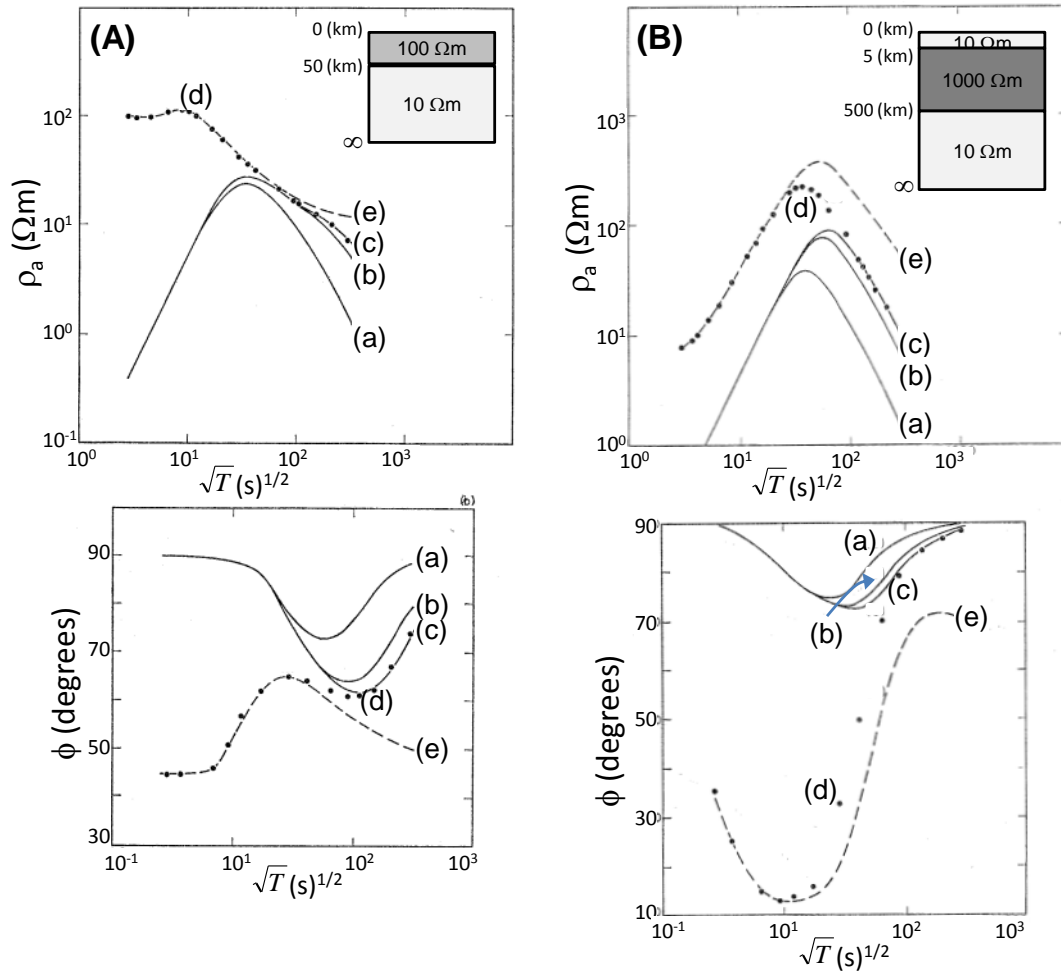 (A)
0 (km)
100 Ωm
50 (km)
10 Ωm
∞
(d)
(e)
(c)
(b)
(a)
10²
10¹
10⁰
10⁻¹
ρₐ (Ωm)
10⁰ 10¹ 10² 10³
√T (s)^1/2
(B)
0 (km)
10 Ωm
5 (km)
1000 Ωm
500 (km)
10 Ωm
∞
(d)
(e)
(c)
(b)
(a)
10³
10²
10¹
10⁰
ρₐ (Ωm)
10⁰ 10¹ 10² 10³
√T (s)^1/2
(b)
90
70
50
30
ϕ (degrees)
(a)
(b)
(c)
(d)
(e)
10⁻¹ 10¹ 10² 10³
√T (s)^1/2
90
70
50
30
10
ϕ (degrees)
(a)
(c)
(b)
(e)
(d)
10⁻¹ 10¹ 10² 10³
√T (s)^1/2